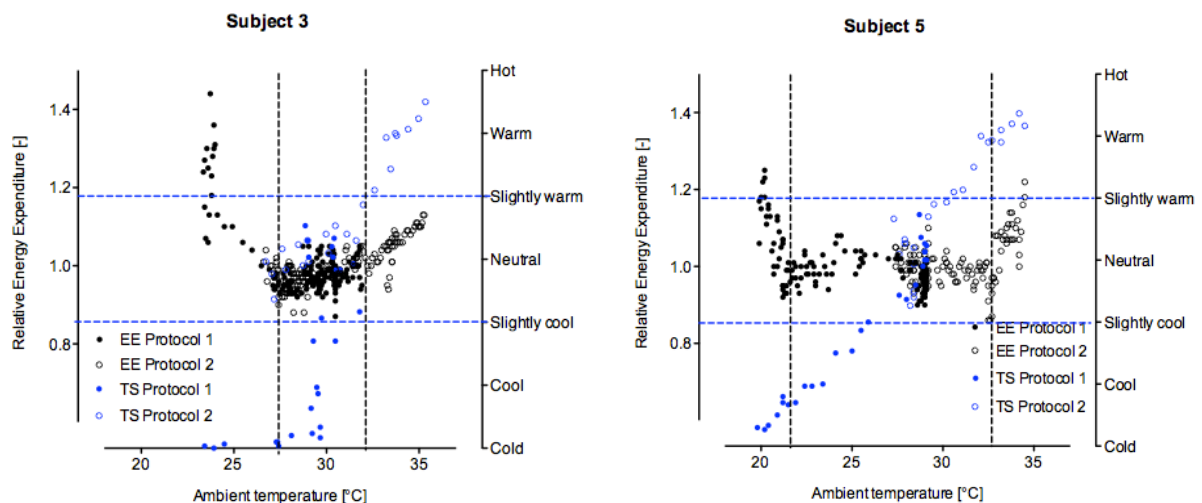 Subject 3
Relative Energy Expenditure [-]
1.4
1.2
1.0
0.8
Hot
Warm
Slightly warm
Neutral
Slightly cool
Cool
Cold
EE Protocol 1
EE Protocol 2
TS Protocol 1
TS Protocol 2
20
25
30
35
Ambient temperature [°C]
Subject 5
Relative Energy Expenditure [-]
1.4
1.2
1.0
0.8
Hot
Warm
Slightly warm
Neutral
Slightly cool
Cool
Cold
EE Protocol 1
EE Protocol 2
TS Protocol 1
TS Protocol 2
20
25
30
35
Ambient temperature [°C]